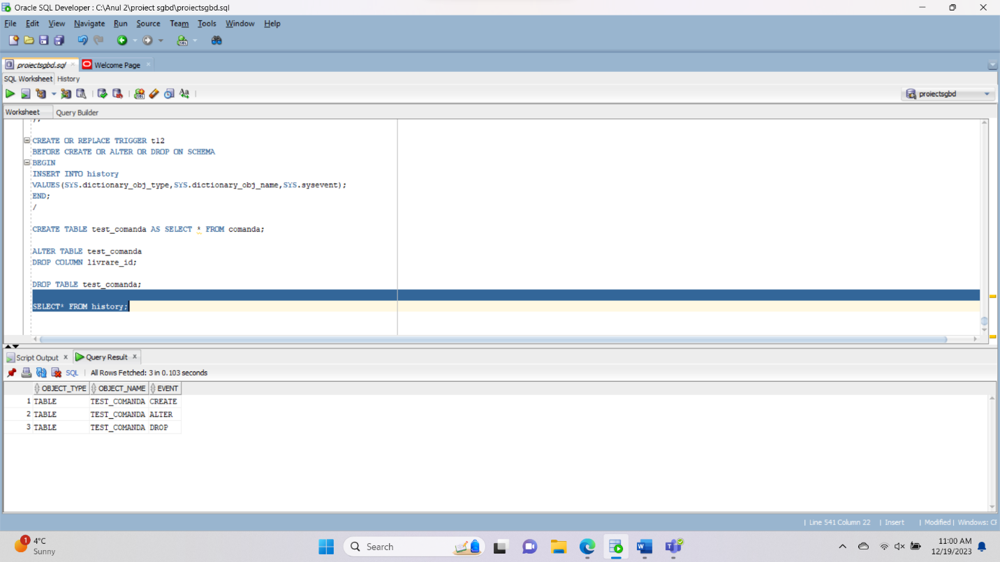 Oracle SQL Developer : C:\Anul 2\proiect sgbd\proiectsgbd.sql
File Edit View Navigate Run Source Team Tools Window Help
proiectsgbd.sql Welcome Page
SQL Worksheet History
proiectsgbd
Worksheet Query Builder
);
CREATE OR REPLACE TRIGGER t12
BEFORE CREATE OR ALTER OR DROP ON SCHEMA
BEGIN
INSERT INTO history
VALUES(SYS.dictionary_obj_type,SYS.dictionary_obj_name,SYS.sysevent);
END;
/
CREATE TABLE test_comanda AS SELECT * FROM comanda;
ALTER TABLE test_comanda
DROP COLUMN livrare_id;
DROP TABLE test_comanda;
SELECT* FROM history;
Script Output Query Result
SQL | All Rows Fetched: 3 in 0.103 seconds
OBJECT_TYPE OBJECT_NAME EVENT
1 TABLE TEST_COMANDA CREATE
2 TABLE TEST_COMANDA ALTER
3 TABLE TEST_COMANDA DROP
| Line 541 Column 22 | Insert | Modified | Windows: CF
1 4°C
Sunny
Search
11:00 AM
12/19/2023